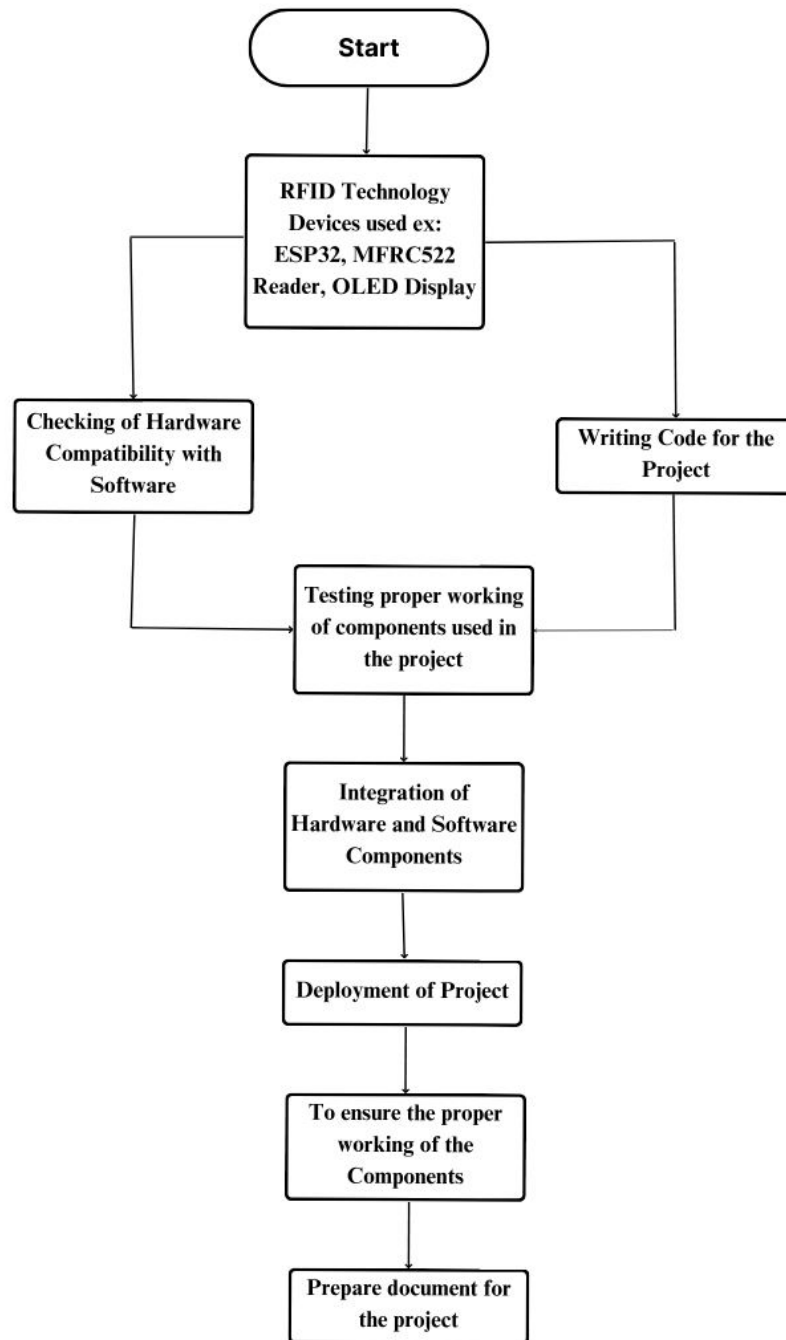 Start
RFID Technology
Devices used ex:
ESP32, MFRC522
Reader, OLED Display
Checking of Hardware
Compatibility with
Software
Writing Code for the
Project
Testing proper working
of components used in
the project
Integration of
Hardware and Software
Components
Deployment of Project
To ensure the proper
working of the
Components
Prepare document for
the project